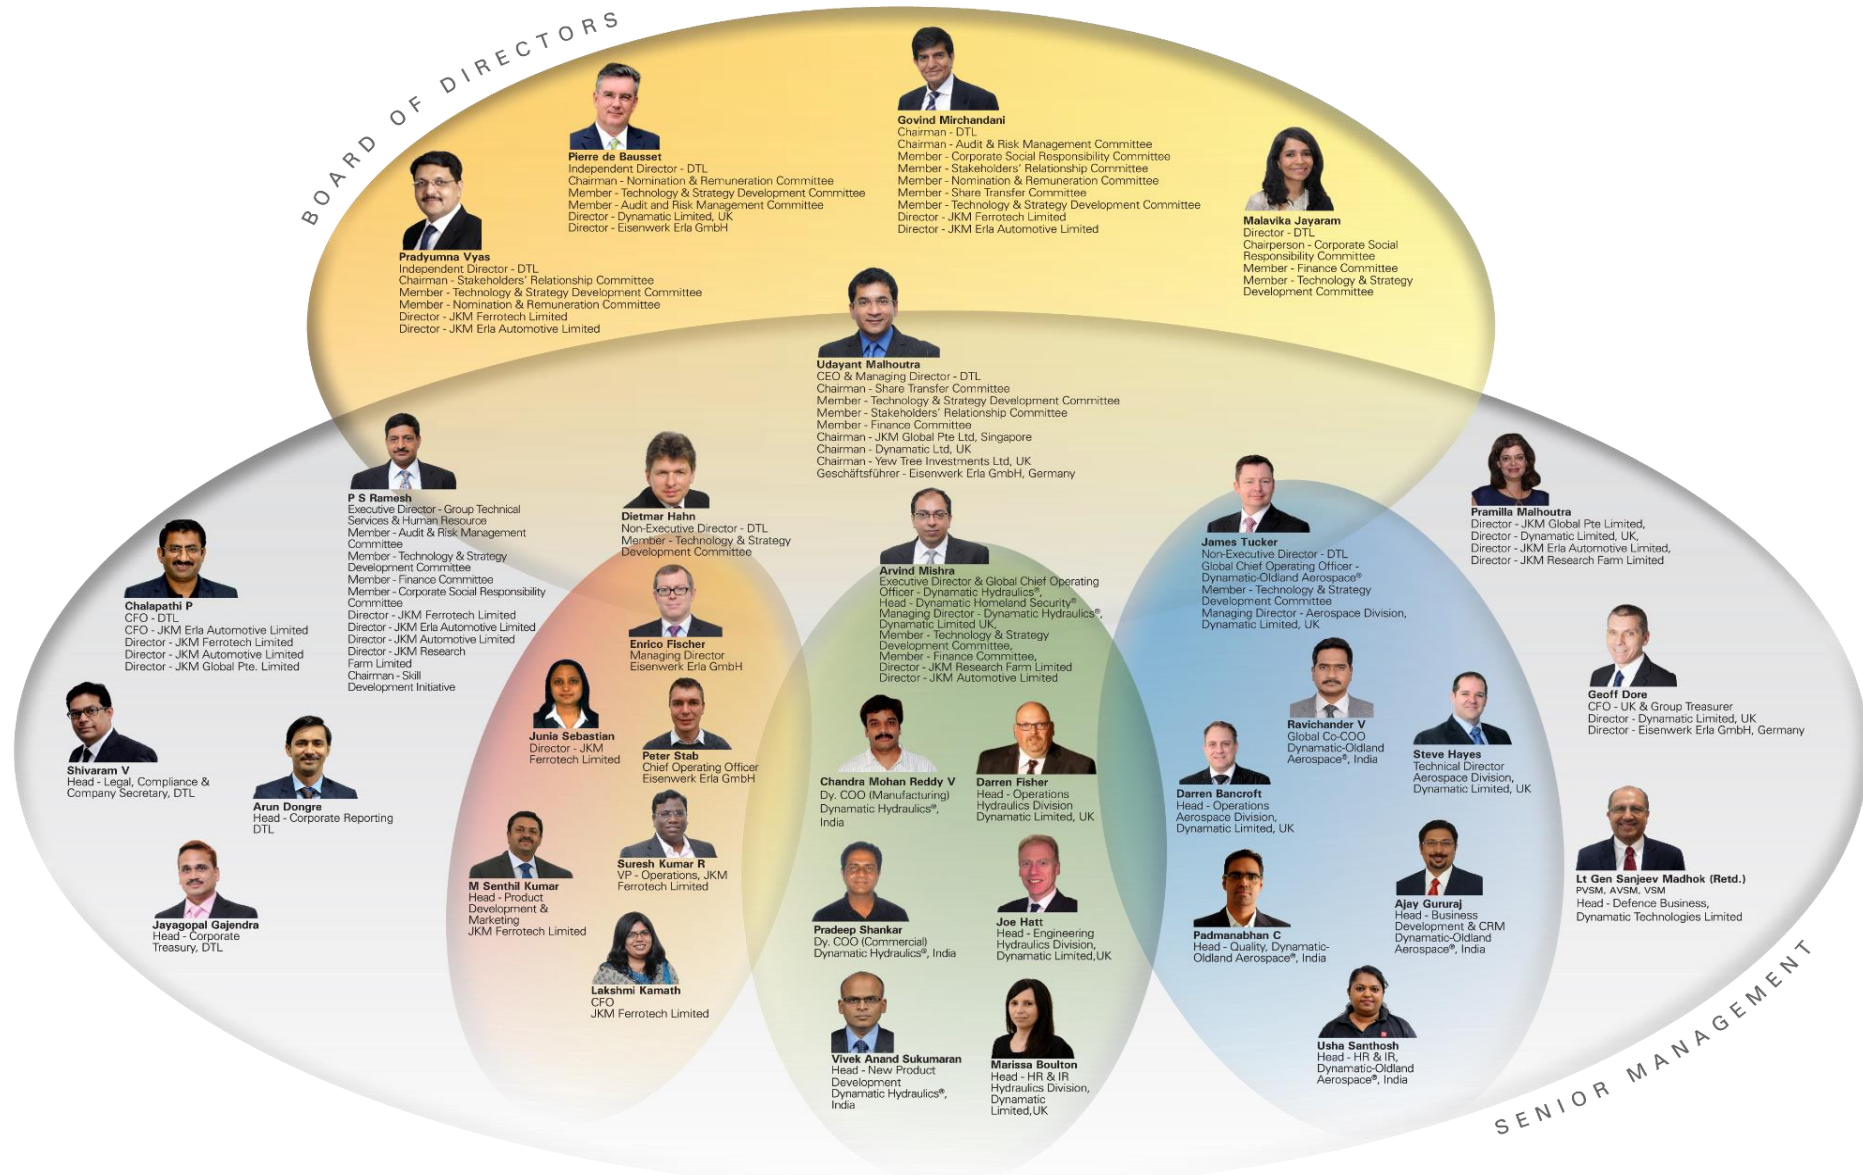 BOARD OF DIRECTORS
Govind Mirchandani
Chairman - DTL
Chairman - Audit & Risk Management Committee
Member - Corporate Social Responsibility Committee
Member - Stakeholders' Relationship Committee
Member - Nomination & Remuneration Committee
Member - Share Transfer Committee
Member - Technology & Strategy Development Committee
Director - JKM Ferrotech Limited
Director - JKM Erla Automotive Limited
Pierre de Bausset
Independent Director - DTL
Chairman - Nomination & Remuneration Committee
Member - Technology & Strategy Development Committee
Member - Audit and Risk Management Committee
Director - Dynamatic Limited, UK
Director - Eisenwerk Erla GmbH
Malavika Jayaram
Director - DTL
Chairperson - Corporate Social
Responsibility Committee
Member - Finance Committee
Member - Technology & Strategy
Development Committee
Pradyumna Vyas
Independent Director - DTL
Chairman - Stakeholders' Relationship Committee
Member - Technology & Strategy Development Committee
Member - Nomination & Remuneration Committee
Director - JKM Ferrotech Limited
Director - JKM Erla Automotive Limited
Udayant Malhoutra
CEO & Managing Director - DTL
Chairman - Share Transfer Committee
Member - Technology & Strategy Development Committee
Member - Stakeholders' Relationship Committee
Member - Finance Committee
Chairman - JKM Global Pte Ltd, Singapore
Chairman - Dynamatic Ltd, UK
Chairman - Yew Tree Investments Ltd, UK
Geschäftsführer - Eisenwerk Erla GmbH, Germany
P S Ramesh
Executive Director - Group Technical
Services & Human Resource
Member - Audit & Risk Management
Committee
Member - Technology & Strategy
Development Committee
Member - Finance Committee
Member - Corporate Social Responsibility
Committee
Director - JKM Ferrotech Limited
Director - JKM Erla Automotive Limited
Director - JKM Automotive Limited
Director - JKM Research
Farm Limited
Chairman - Skill
Development Initiative
Dietmar Hahn
Non-Executive Director - DTL
Member - Technology & Strategy
Development Committee
Arvind Mishra
Executive Director & Global Chief Operating
Officer - Dynamatic Hydraulics®,
Head - Dynamatic Homeland Security®
Managing Director - Dynamatic Hydraulics®,
Dynamatic Limited UK,
Member - Technology & Strategy
Development Committee,
Member - Finance Committee,
Director - JKM Research Farm Limited
Director - JKM Automotive Limited
James Tucker
Non-Executive Director - DTL
Global Chief Operating Officer -
Dynamatic-Oldland Aerospace®
Member - Technology & Strategy
Development Committee
Managing Director - Aerospace Division,
Dynamatic Limited, UK
Pramilla Malhoutra
Director - JKM Global Pte Limited,
Director - Dynamatic Limited, UK,
Director - JKM Erla Automotive Limited,
Director - JKM Research Farm Limited
Chalapathi P
CFO - DTL
CFO - JKM Erla Automotive Limited
Director - JKM Ferrotech Limited
Director - JKM Automotive Limited
Director - JKM Global Pte. Limited
Shivaram V
Head - Legal, Compliance &
Company Secretary, DTL
Arun Dongre
Head - Corporate Reporting
DTL
Jayagopal Gajendra
Head - Corporate
Treasury, DTL
Enrico Fischer
Managing Director
Eisenwerk Erla GmbH
Junia Sebastian
Director - JKM
Ferrotech Limited
Peter Stab
Chief Operating Officer
Eisenwerk Erla GmbH
M Senthil Kumar
Head - Product
Development &
Marketing
JKM Ferrotech Limited
Suresh Kumar R
VP - Operations, JKM
Ferrotech Limited
Lakshmi Kamath
CFO
JKM Ferrotech Limited
Chandra Mohan Reddy V
Dy. COO (Manufacturing)
Dynamatic Hydraulics®,
India
Darren Fisher
Head - Operations
Hydraulics Division
Dynamatic Limited, UK
Pradeep Shankar
Dy. COO (Commercial)
Dynamatic Hydraulics®, India
Joe Hatt
Head - Engineering
Hydraulics Division,
Dynamatic Limited,UK
Vivek Anand Sukumaran
Head - New Product
Development
Dynamatic Hydraulics®,
India
Marissa Boulton
Head - HR & IR
Hydraulics Division,
Dynamatic
Limited,UK
Ravichander V
Global Co-COO
Dynamatic-Oldland
Aerospace®, India
Steve Hayes
Technical Director
Aerospace Division,
Dynamatic Limited, UK
Darren Bancroft
Head - Operations
Aerospace Division,
Dynamatic Limited, UK
Padmanabhan C
Head - Quality, Dynamatic-
Oldland Aerospace®, India
Ajay Gururaj
Head - Business
Development & CRM
Dynamatic-Oldland
Aerospace®, India
Usha Santhosh
Head - HR & IR,
Dynamatic-Oldland
Aerospace®, India
Geoff Dore
CFO - UK & Group Treasurer
Director - Dynamatic Limited, UK
Director - Eisenwerk Erla GmbH, Germany
Lt Gen Sanjeev Madhok (Retd.)
PVSM, AVSM, VSM
Head - Defence Business,
Dynamatic Technologies Limited
SENIOR MANAGEMENT